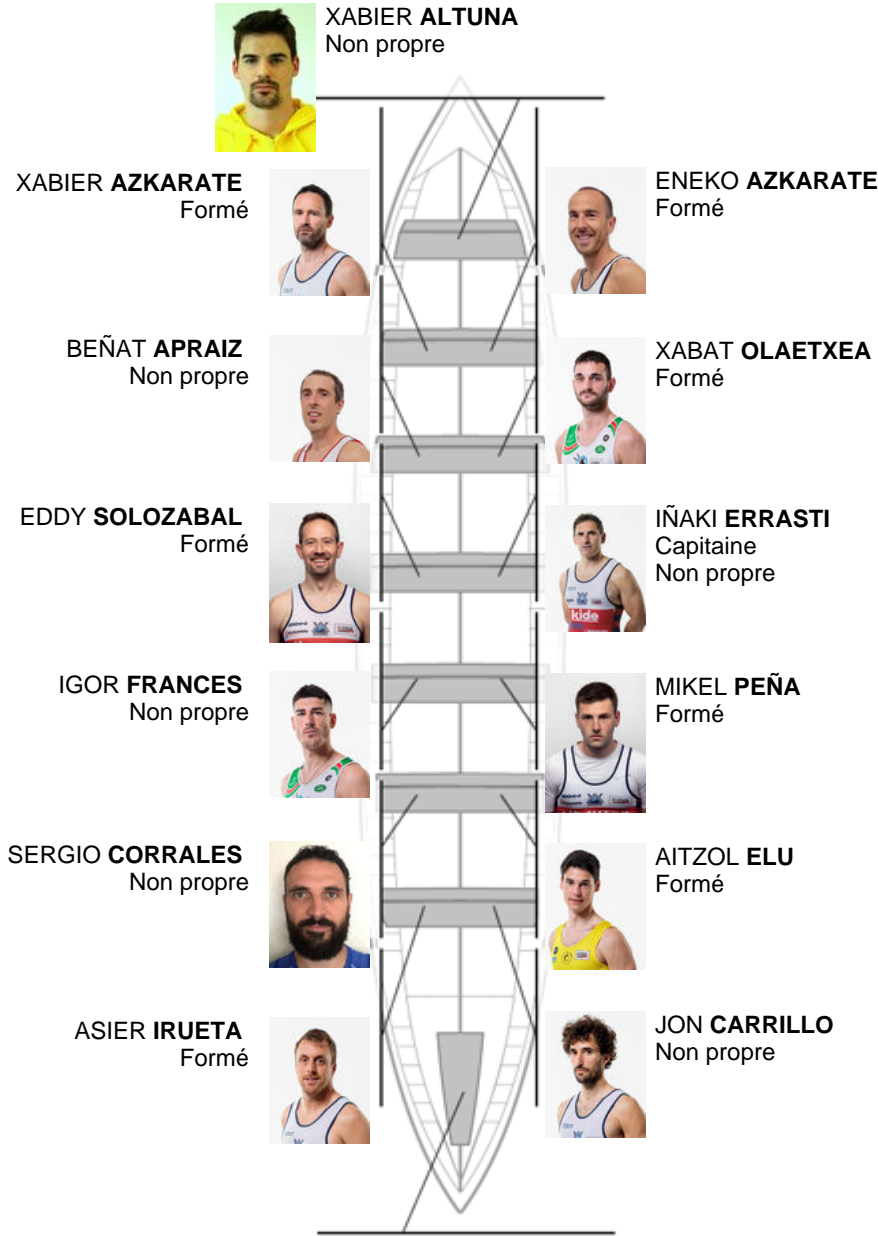 XABIER ALTUNA
Non propre
XABIER AZKARATE
Formé
ENEKO AZKARATE
Formé
BEÑAT APRAIZ
Non propre
XABAT OLAETXEA
Formé
EDDY SOLOZABAL
Formé
IÑAKI ERRASTI
Capitaine
Non propre
kide
IGOR FRANCES
Non propre
MIKEL PEÑA
Formé
SERGIO CORRALES
Non propre
AITZOL ELU
Formé
ASIER IRUETA
Formé
JON CARRILLO
Non propre